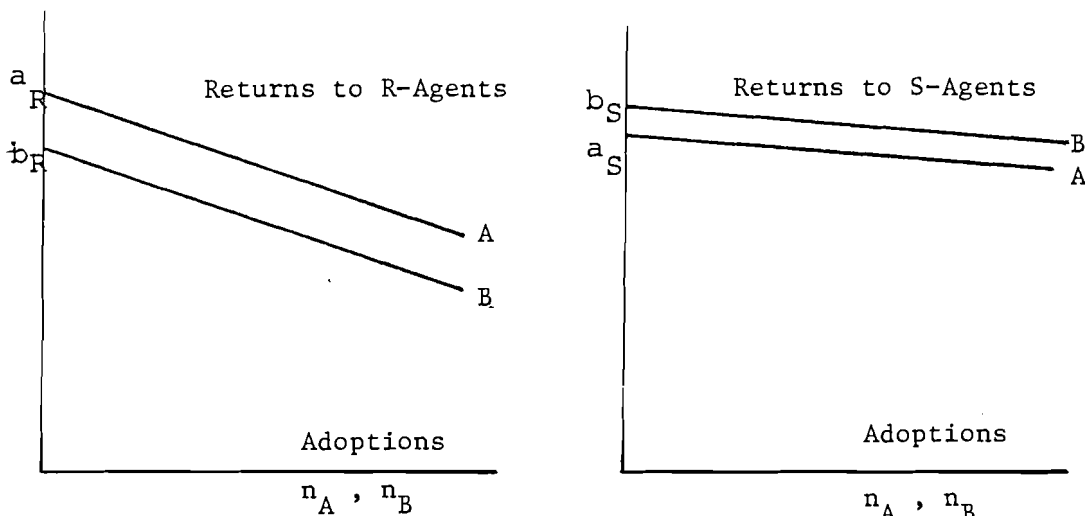 a_R
Returns to R-Agents
b_R
A
B
Adoptions
n_A , n_B
Returns to S-Agents
b_S
a_S
B
A
Adoptions
n_A , n_B